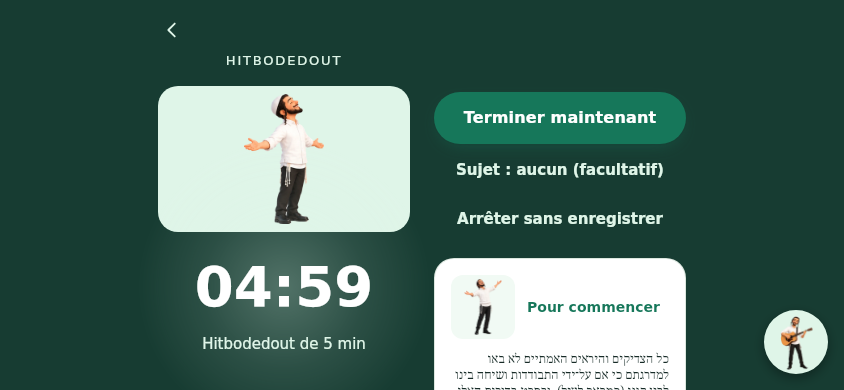 HITBODEDOUT
04:59
Hitbodedout de 5 min
Terminer maintenant
Sujet : aucun (facultatif)
Arrêter sans enregistrer
Pour commencer
כל הצדיקים והיראים האמתיים לא באו
למדרגתם כי אם על־ידי התבודדות ושיחה בינו